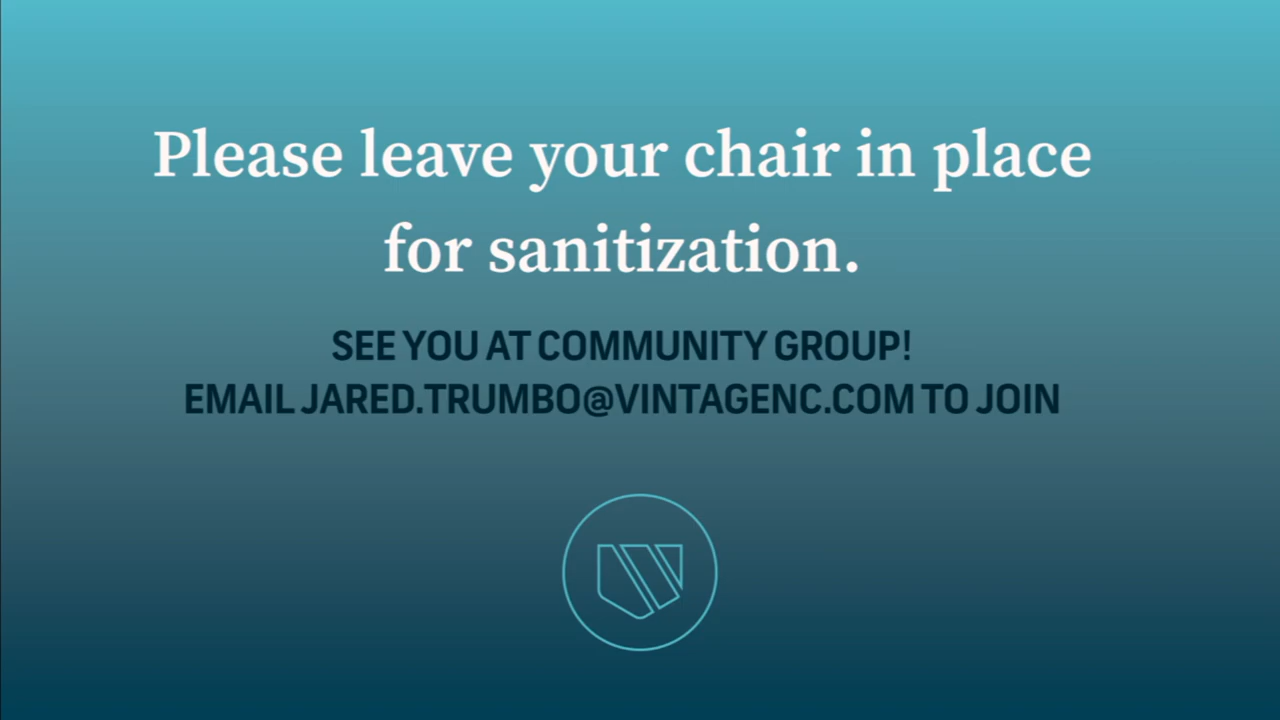 Please leave your chair in place
for sanitization.
SEE YOU AT COMMUNITY GROUP!
EMAIL JARED.TRUMBO@VINTAGENC.COM TO JOIN